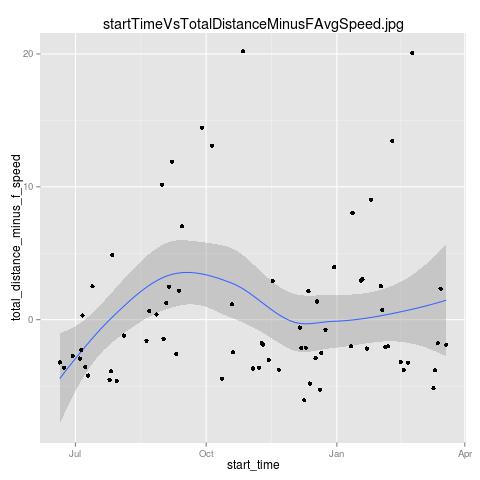 startTimeVsTotalDistanceMinusFAvgSpeed.jpg
total_distance_minus_f_speed
20
10
0
Jul Oct Jan Apr
start_time